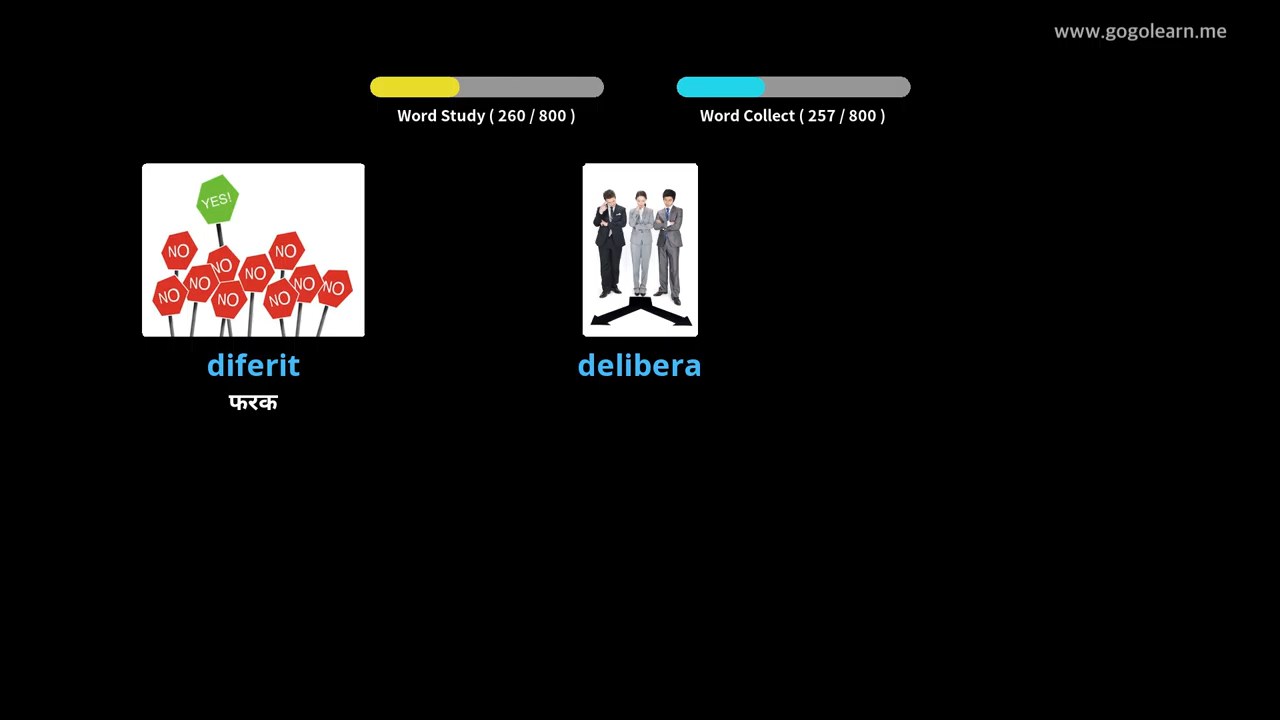 www.gogolearn.me
Word Study ( 260 / 800 )
Word Collect ( 257 / 800 )
YES!
NO
NO
NO
NO
NO
NO
NO
NO
NO
NO
diferit
delibera
फरक